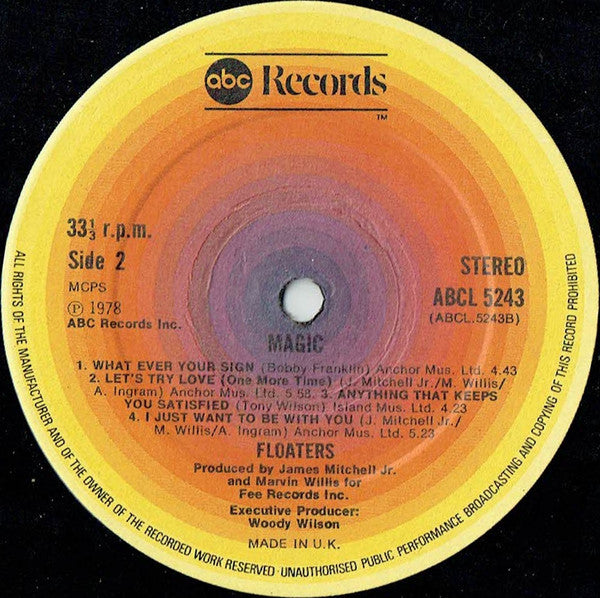 abc Records
TM
33⅓ r.p.m.
Side 2
MCPS
Ⓟ 1978
ABC Records Inc.
STEREO
ABCL 5243
(ABCL.5243B)
MAGIC
1. WHAT EVER YOUR SIGN (Bobby Franklin) Anchor Mus. Ltd. 4.43
2. LET'S TRY LOVE (One More Time) (J. Mitchell Jr./M. Willis/
A. Ingram) Anchor Mus. Ltd. 5.58. 3. ANYTHING THAT KEEPS
YOU SATISFIED (Tony Wilson) Island Mus. Ltd. 4.23
4. I JUST WANT TO BE WITH YOU (J. Mitchell Jr./
M. Willis/A. Ingram) Anchor Mus. Ltd. 5.23
FLOATERS
Produced by James Mitchell Jr.
and Marvin Willis for
Fee Records Inc.
Executive Producer:
Woody Wilson
MADE IN U.K.
ALL RIGHTS OF THE MANUFACTURER AND OF THE OWNER OF THE RECORDED WORK RESERVED · UNAUTHORISED PUBLIC PERFORMANCE BROADCASTING AND COPYING OF THIS RECORD PROHIBITED